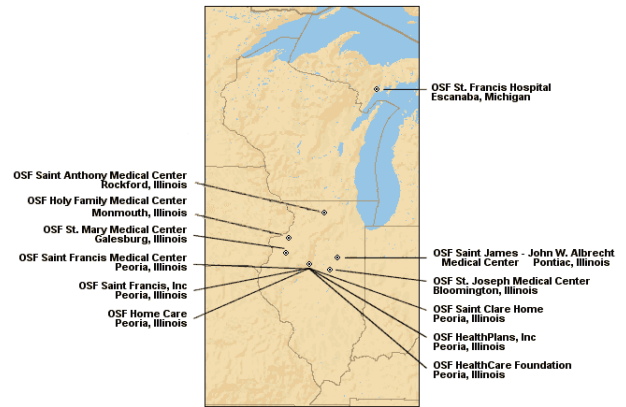 OSF St. Francis Hospital
Escanaba, Michigan
OSF Saint Anthony Medical Center
Rockford, Illinois
OSF Holy Family Medical Center
Monmouth, Illinois
OSF St. Mary Medical Center
Galesburg, Illinois
OSF Saint Francis Medical Center
Peoria, Illinois
OSF Saint Francis, Inc
Peoria, Illinois
OSF Home Care
Peoria, Illinois
OSF Saint James - John W. Albrecht
Medical Center Pontiac, Illinois
OSF St. Joseph Medical Center
Bloomington, Illinois
OSF Saint Clare Home
Peoria, Illinois
OSF HealthPlans, Inc
Peoria, Illinois
OSF HealthCare Foundation
Peoria, Illinois